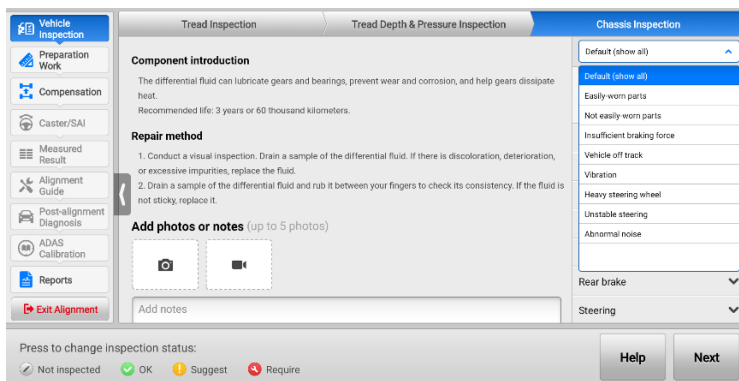 Vehicle
Inspection
Preparation
Work
Compensation
Caster/SAI
Measured
Result
Alignment
Guide
Post-alignment
Diagnosis
ADAS
Calibration
Reports
Exit Alignment
Tread Inspection
Tread Depth & Pressure Inspection
Chassis Inspection
Component introduction
The differential fluid can lubricate gears and bearings, prevent wear and corrosion, and help gears dissipate
heat.
Recommended life: 3 years or 60 thousand kilometers.
Repair method
1. Conduct a visual inspection. Drain a sample of the differential fluid. If there is discoloration, deterioration,
or excessive impurities, replace the fluid.
2. Drain a sample of the differential fluid and rub it between your fingers to check its consistency. If the fluid is
not sticky, replace it.
Add photos or notes (up to 5 photos)
Add notes
Default (show all)
Default (show all)
Easily-worn parts
Not easily-worn parts
Insufficient braking force
Vehicle off track
Vibration
Heavy steering wheel
Unstable steering
Abnormal noise
Rear brake
Steering
Press to change inspection status:
Not inspected
OK
Suggest
Require
Help
Next